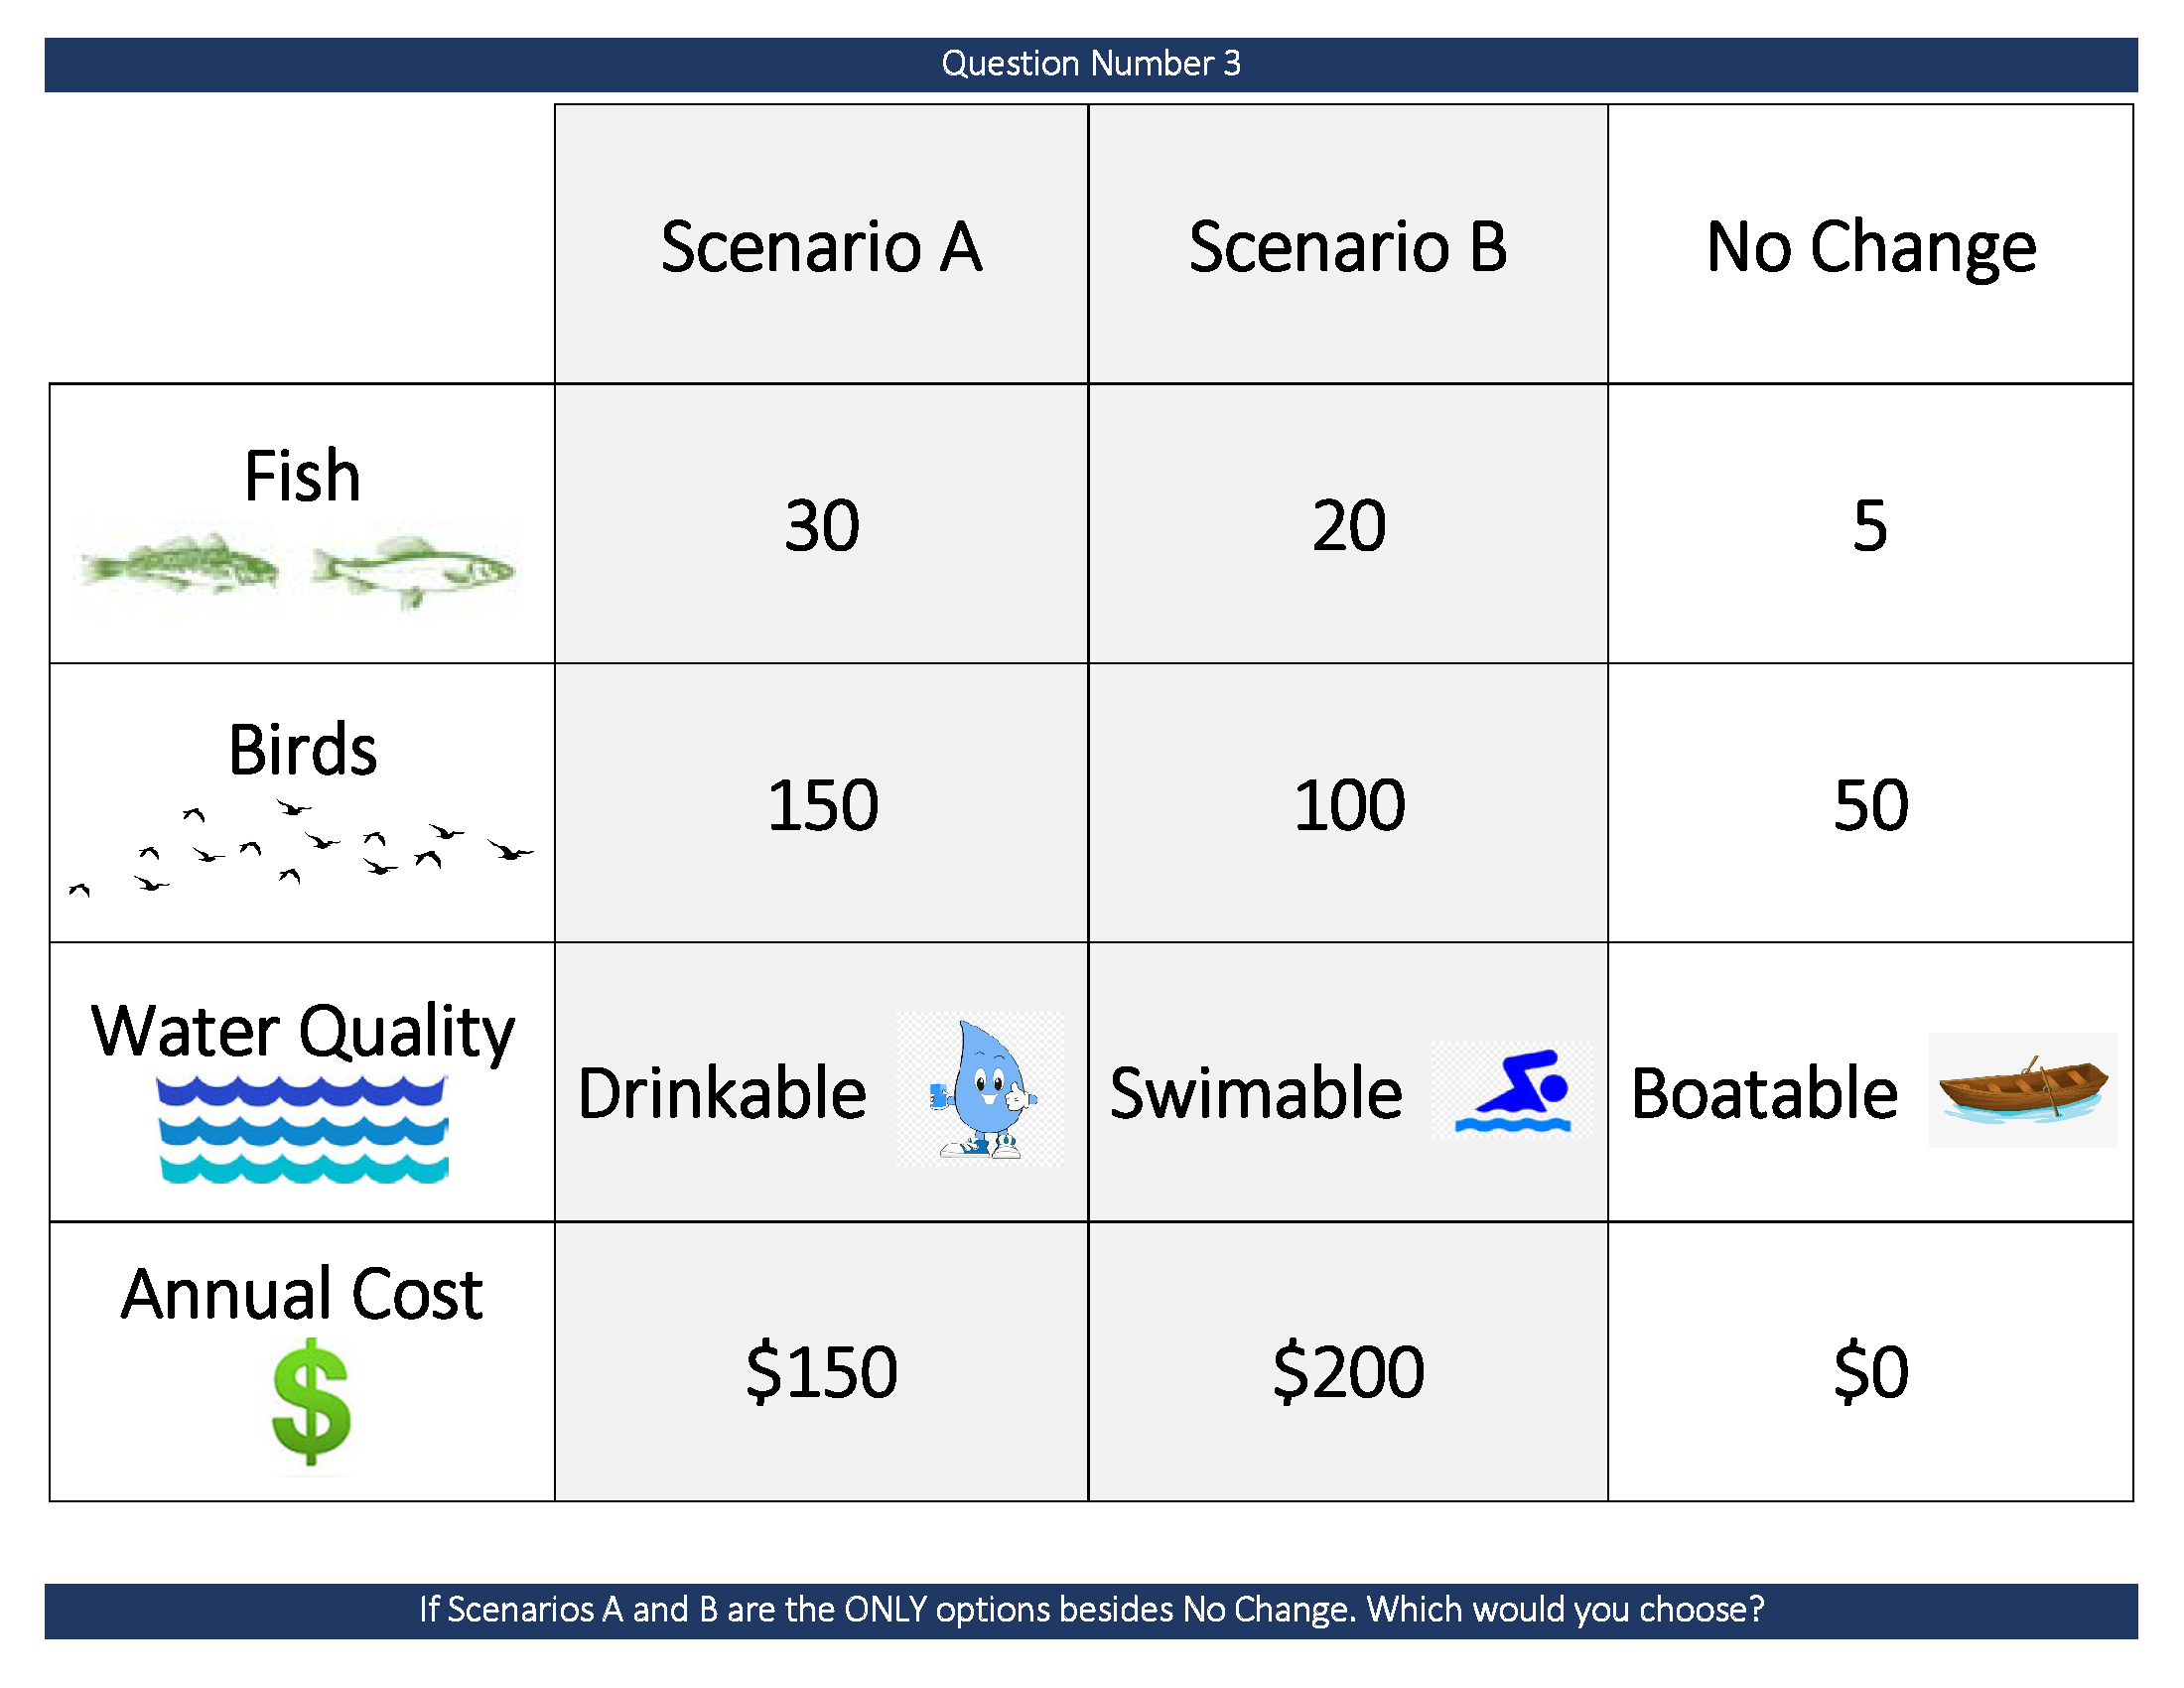 Question Number 3
Scenario A Scenario B No Change
Fish 30 20 5
Birds 150 100 50
Water Quality Drinkable Swimable Boatable
Annual Cost $150 $200 $0
If Scenarios A and B are the ONLY options besides No Change. Which would you choose?